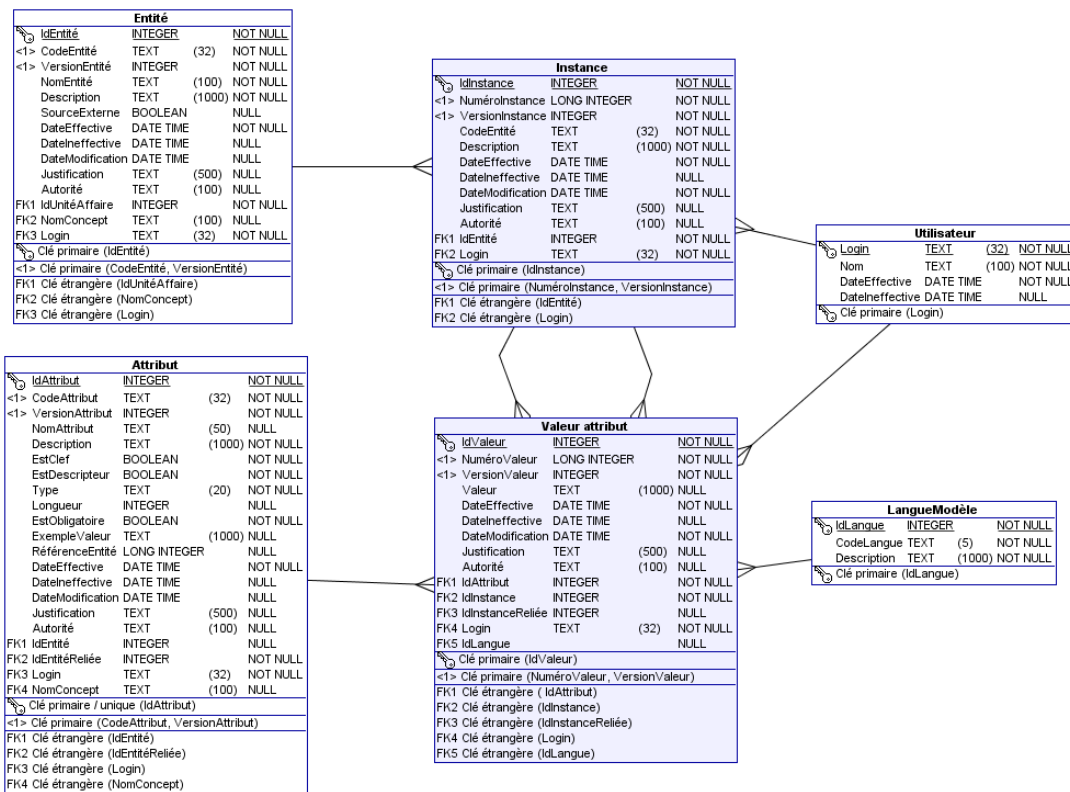 Entité
IdEntité INTEGER NOT NULL
<1> CodeEntité TEXT (32) NOT NULL
<1> VersionEntité INTEGER NOT NULL
NomEntité TEXT (100) NOT NULL
Description TEXT (1000) NOT NULL
SourceExterne BOOLEAN NULL
DateEffective DATE TIME NOT NULL
DateIneffective DATE TIME NULL
DateModification DATE TIME NULL
Justification TEXT (500) NULL
Autorité TEXT (100) NULL
FK1 IdUnitéAffaire INTEGER NOT NULL
FK2 NomConcept TEXT (100) NULL
FK3 Login TEXT (32) NOT NULL
Clé primaire (IdEntité)
<1> Clé primaire (CodeEntité, VersionEntité)
FK1 Clé étrangère (IdUnitéAffaire)
FK2 Clé étrangère (NomConcept)
FK3 Clé étrangère (Login)
Instance
IdInstance INTEGER NOT NULL
<1> NuméroInstance LONG INTEGER NOT NULL
<1> VersionInstance INTEGER NOT NULL
CodeEntité TEXT (32) NOT NULL
Description TEXT (1000) NOT NULL
DateEffective DATE TIME NOT NULL
DateIneffective DATE TIME NULL
DateModification DATE TIME NOT NULL
Justification TEXT (500) NULL
Autorité TEXT (100) NULL
FK1 IdEntité INTEGER NOT NULL
FK2 Login TEXT (32) NOT NULL
Clé primaire (IdInstance)
<1> Clé primaire (NuméroInstance, VersionInstance)
FK1 Clé étrangère (IdEntité)
FK2 Clé étrangère (Login)
Utilisateur
Login TEXT (32) NOT NULL
Nom TEXT (100) NOT NULL
DateEffective DATE TIME NOT NULL
DateIneffective DATE TIME NULL
Clé primaire (Login)
Attribut
IdAttribut INTEGER NOT NULL
<1> CodeAttribut TEXT (32) NOT NULL
<1> VersionAttribut INTEGER NOT NULL
NomAttribut TEXT (50) NULL
Description TEXT (1000) NOT NULL
EstClef BOOLEAN NOT NULL
EstDescripteur BOOLEAN NOT NULL
Type TEXT (20) NOT NULL
Longueur INTEGER NULL
EstObligatoire BOOLEAN NOT NULL
ExempleValeur TEXT (1000) NULL
RéférenceEntité LONG INTEGER NULL
DateEffective DATE TIME NOT NULL
DateIneffective DATE TIME NULL
DateModification DATE TIME NULL
Justification TEXT (500) NULL
Autorité TEXT (100) NULL
FK1 IdEntité INTEGER NULL
FK2 IdEntitéReliée INTEGER NOT NULL
FK3 Login TEXT (32) NOT NULL
FK4 NomConcept TEXT (100) NULL
Clé primaire / unique (IdAttribut)
<1> Clé primaire (CodeAttribut, VersionAttribut)
FK1 Clé étrangère (IdEntité)
FK2 Clé étrangère (IdEntitéReliée)
FK3 Clé étrangère (Login)
FK4 Clé étrangère (NomConcept)
Valeur attribut
IdValeur INTEGER NOT NULL
<1> NuméroValeur LONG INTEGER NOT NULL
<1> VersionValeur INTEGER NOT NULL
Valeur TEXT (1000) NULL
DateEffective DATE TIME NOT NULL
DateIneffective DATE TIME NULL
DateModification DATE TIME NOT NULL
Justification TEXT (500) NULL
Autorité TEXT (100) NULL
FK1 IdAttribut INTEGER NOT NULL
FK2 IdInstance INTEGER NOT NULL
FK3 IdInstanceReliée INTEGER NULL
FK4 Login TEXT (32) NOT NULL
FK5 IdLangue NULL
Clé primaire (IdValeur)
<1> Clé primaire (NuméroValeur, VersionValeur)
FK1 Clé étrangère ( IdAttribut)
FK2 Clé étrangère (IdInstance)
FK3 Clé étrangère (IdInstanceReliée)
FK4 Clé étrangère (Login)
FK5 Clé étrangère (IdLangue)
LangueModèle
IdLangue INTEGER NOT NULL
CodeLangue TEXT (5) NOT NULL
Description TEXT (1000) NOT NULL
Clé primaire (IdLangue)